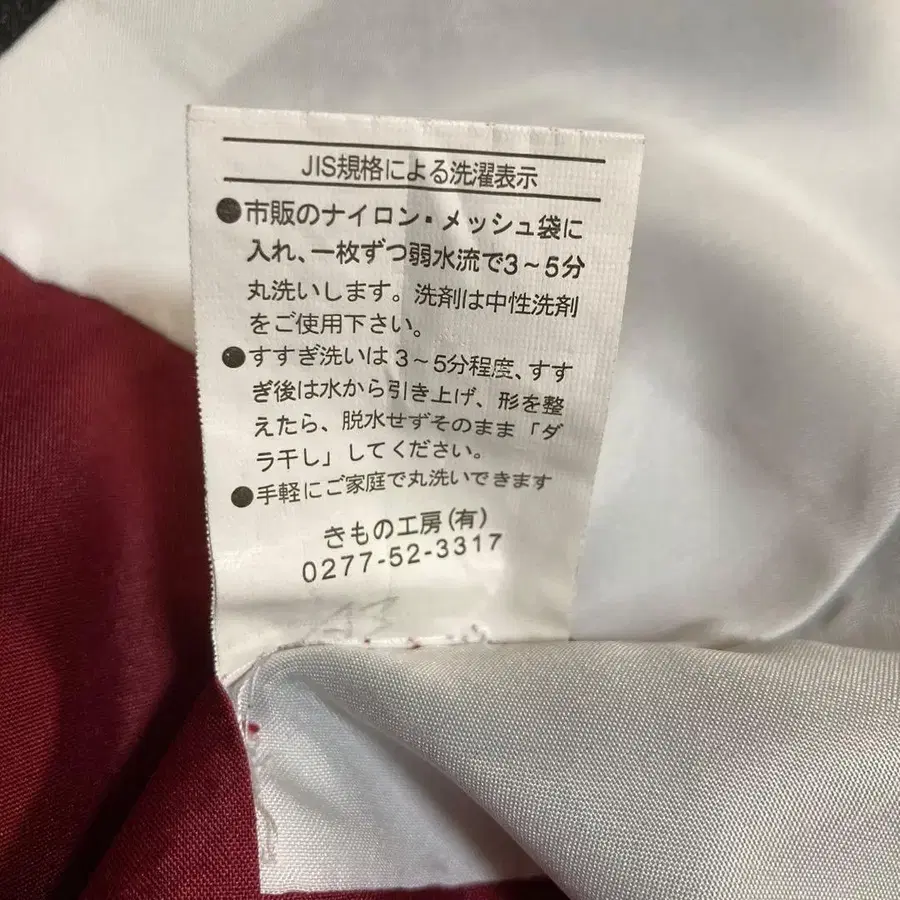 JIS規格による洗濯表示
●市販のナイロン・メッシュ袋に
入れ、一枚ずつ弱水流で3～5分
丸洗いします。洗剤は中性洗剤
をご使用下さい。
●すすぎ洗いは3～5分程度、すす
ぎ後は水から引き上げ、形を整
えたら、脱水せずそのまま「ダ
ラ干し」してください。
●手軽にご家庭で丸洗いできます
きもの工房(有)
0277-52-3317